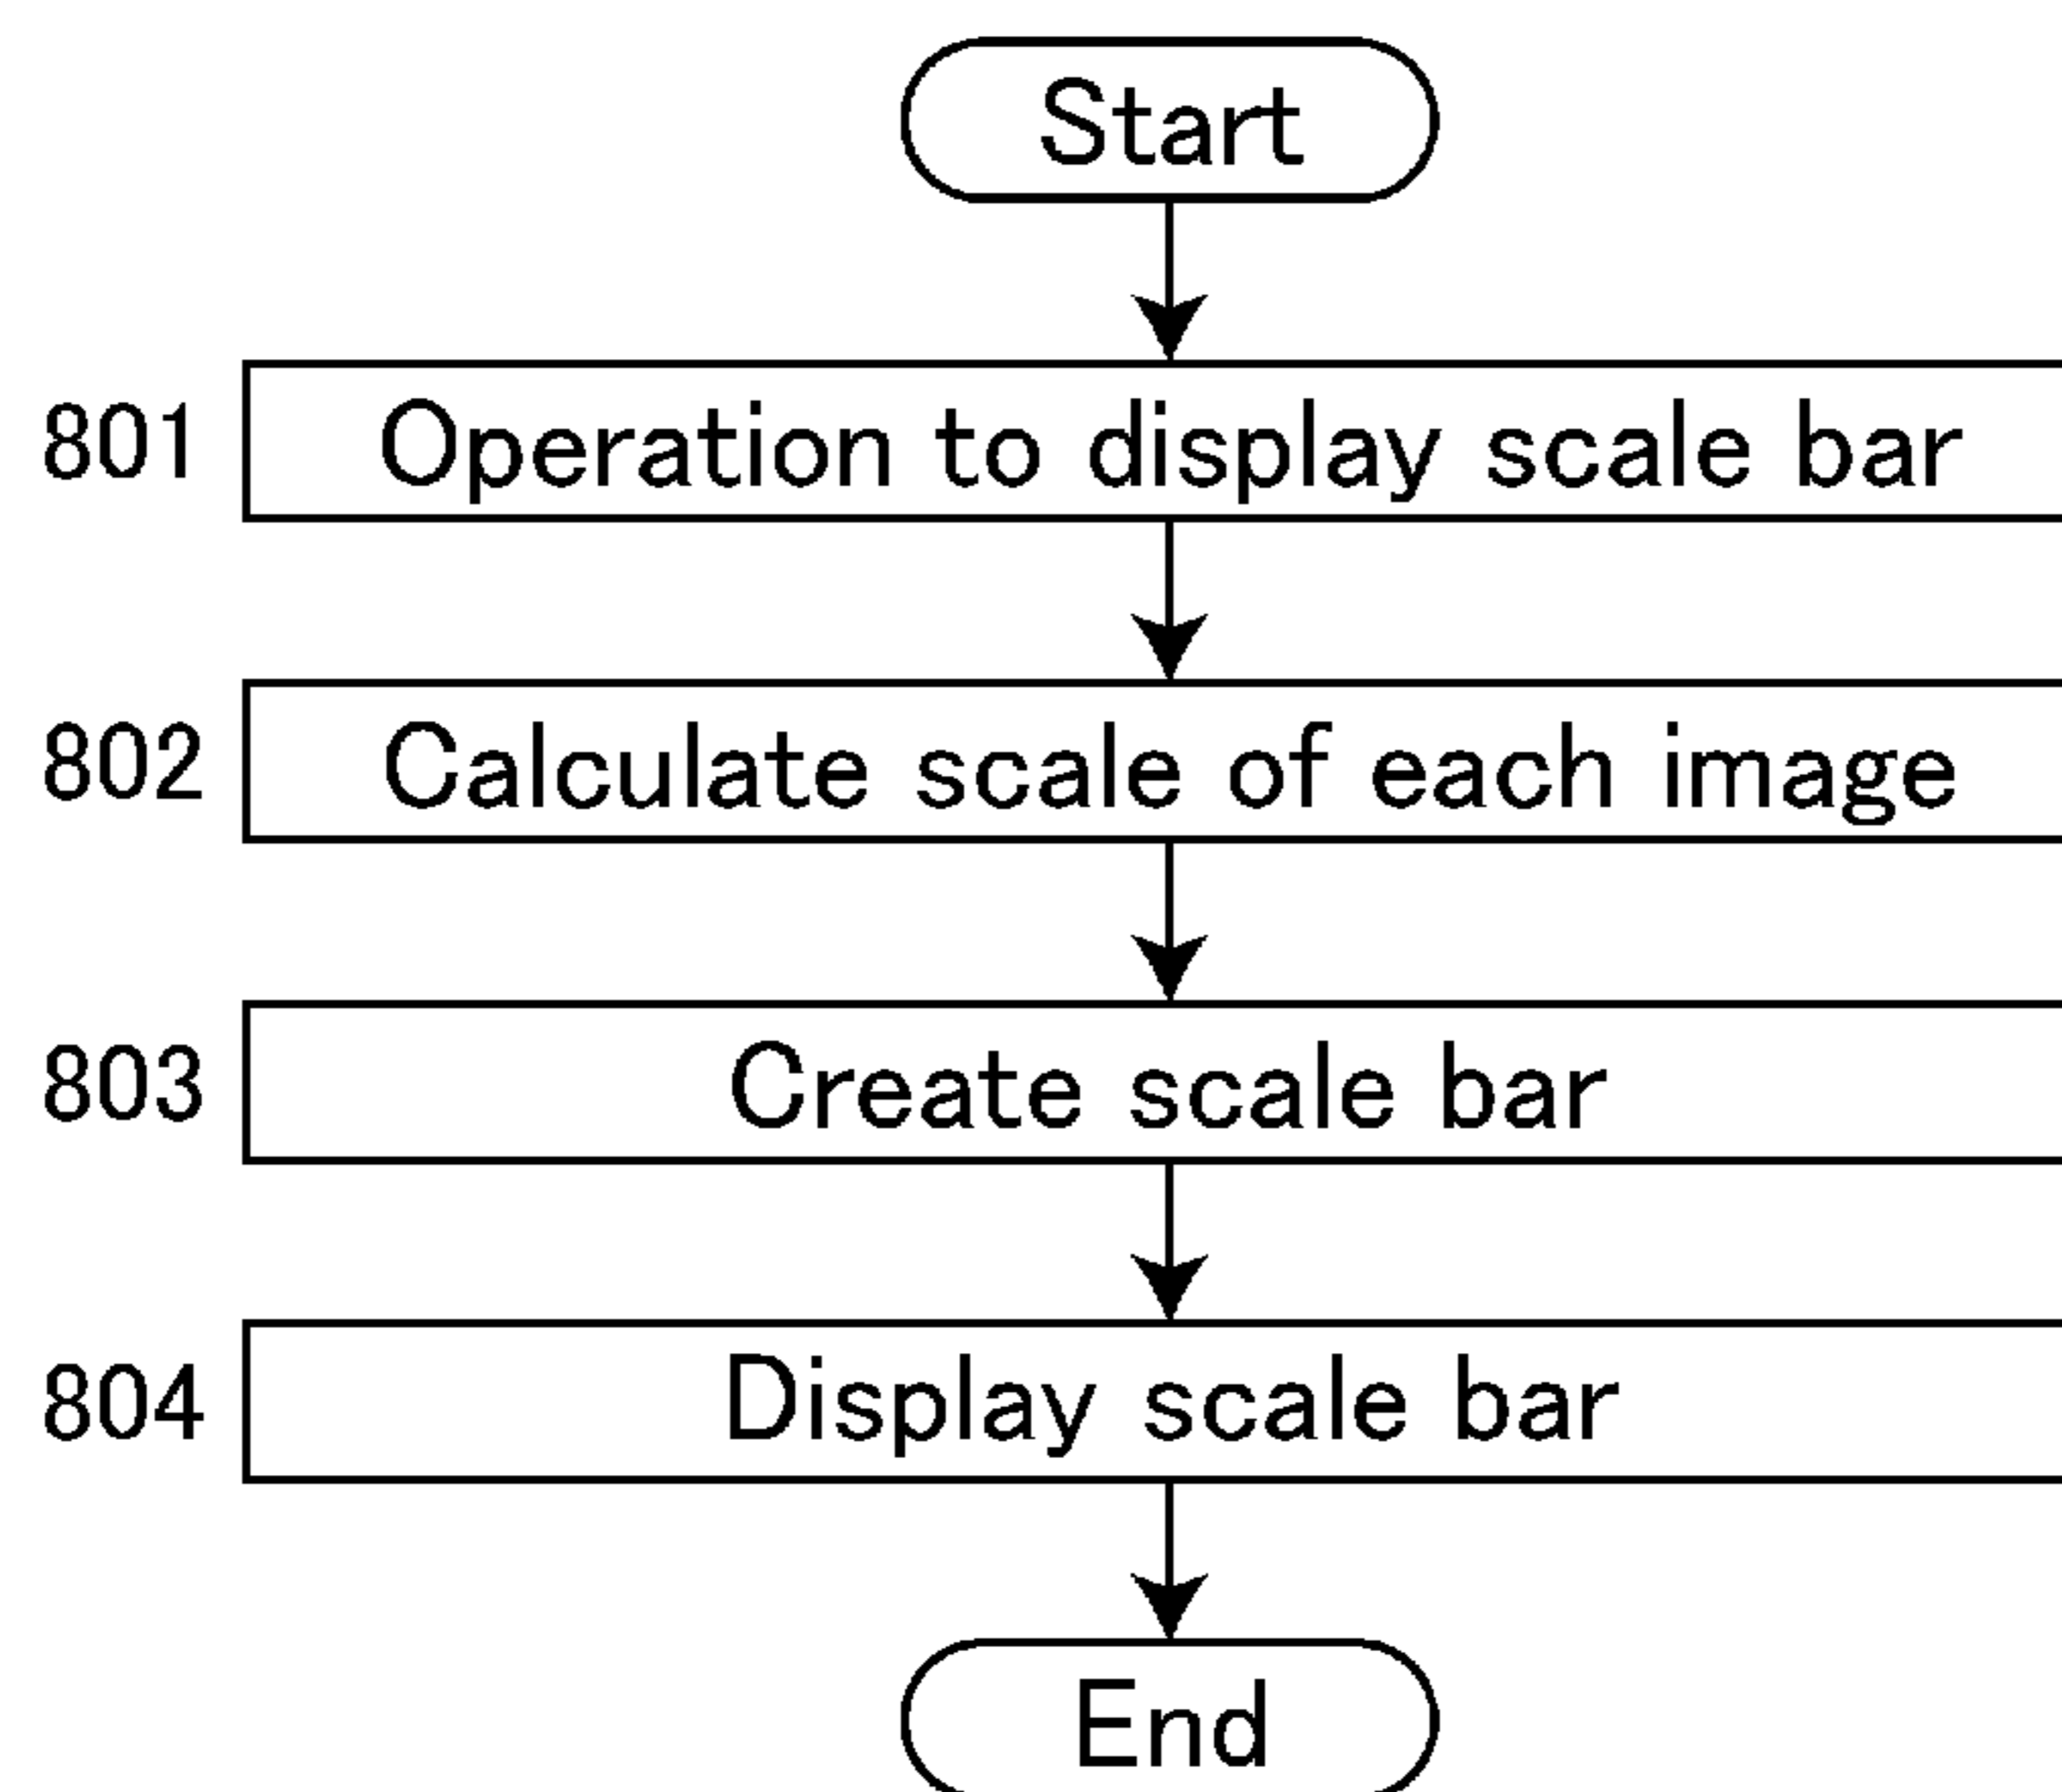 Start
801 Operation to display scale bar
802 Calculate scale of each image
803 Create scale bar
804 Display scale bar
End